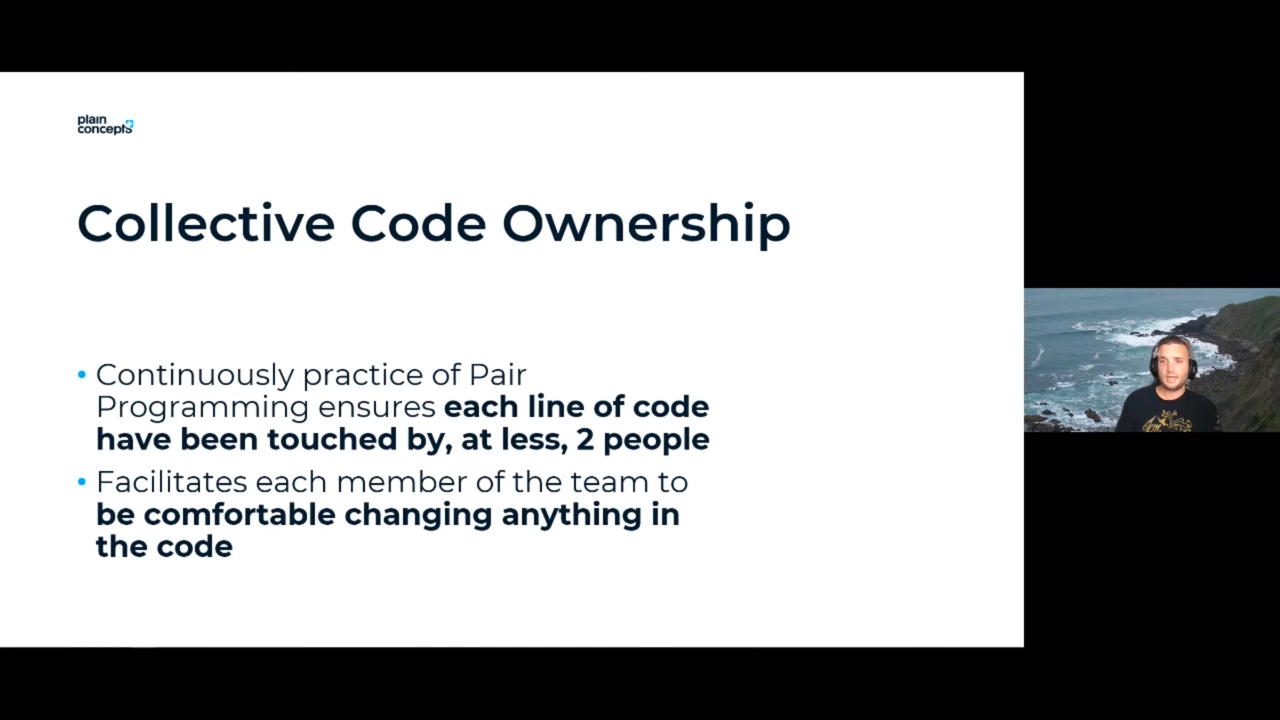 plain
concepts
Collective Code Ownership
• Continuously practice of Pair
Programming ensures each line of code
have been touched by, at less, 2 people
• Facilitates each member of the team to
be comfortable changing anything in
the code